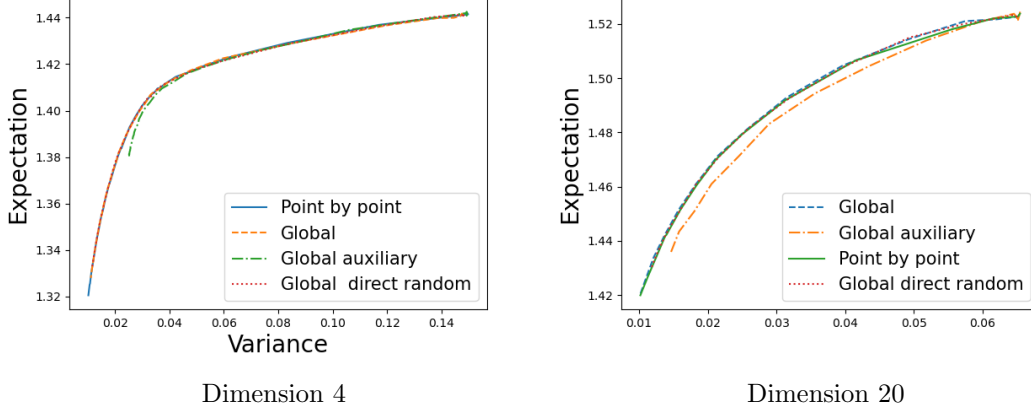 1.44
1.42
1.40
1.38
1.36
1.34
1.32
Expectation
0.02
0.04
0.06
0.08
0.10
0.12
0.14
Variance
Point by point
Global
Global auxiliary
Global direct random
Dimension 4
1.52
1.50
1.48
1.46
1.44
1.42
Expectation
0.01
0.02
0.03
0.04
0.05
0.06
Global
Global auxiliary
Point by point
Global direct random
Dimension 20